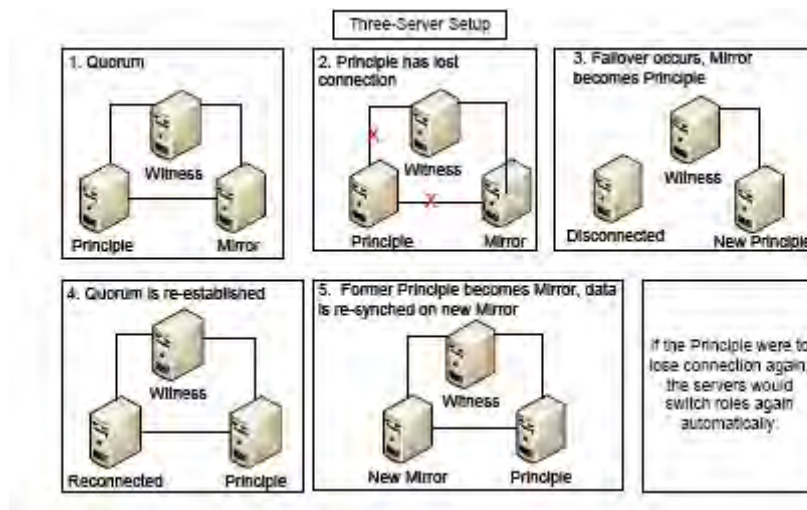 Three-Server Setup
1. Quorum
Witness
Principle
Mirror
2. Principle has lost
connection
Witness
Principle
Mirror
3. Failover occurs, Mirror
becomes Principle
Witness
Disconnected
New Principle
4. Quorum is re-established
Witness
Reconnected
Principle
5. Former Principle becomes Mirror, data
is re-synched on new Mirror
Witness
New Mirror
Principle
If the Principle were to
lose connection again,
the servers would
switch roles again
automatically.